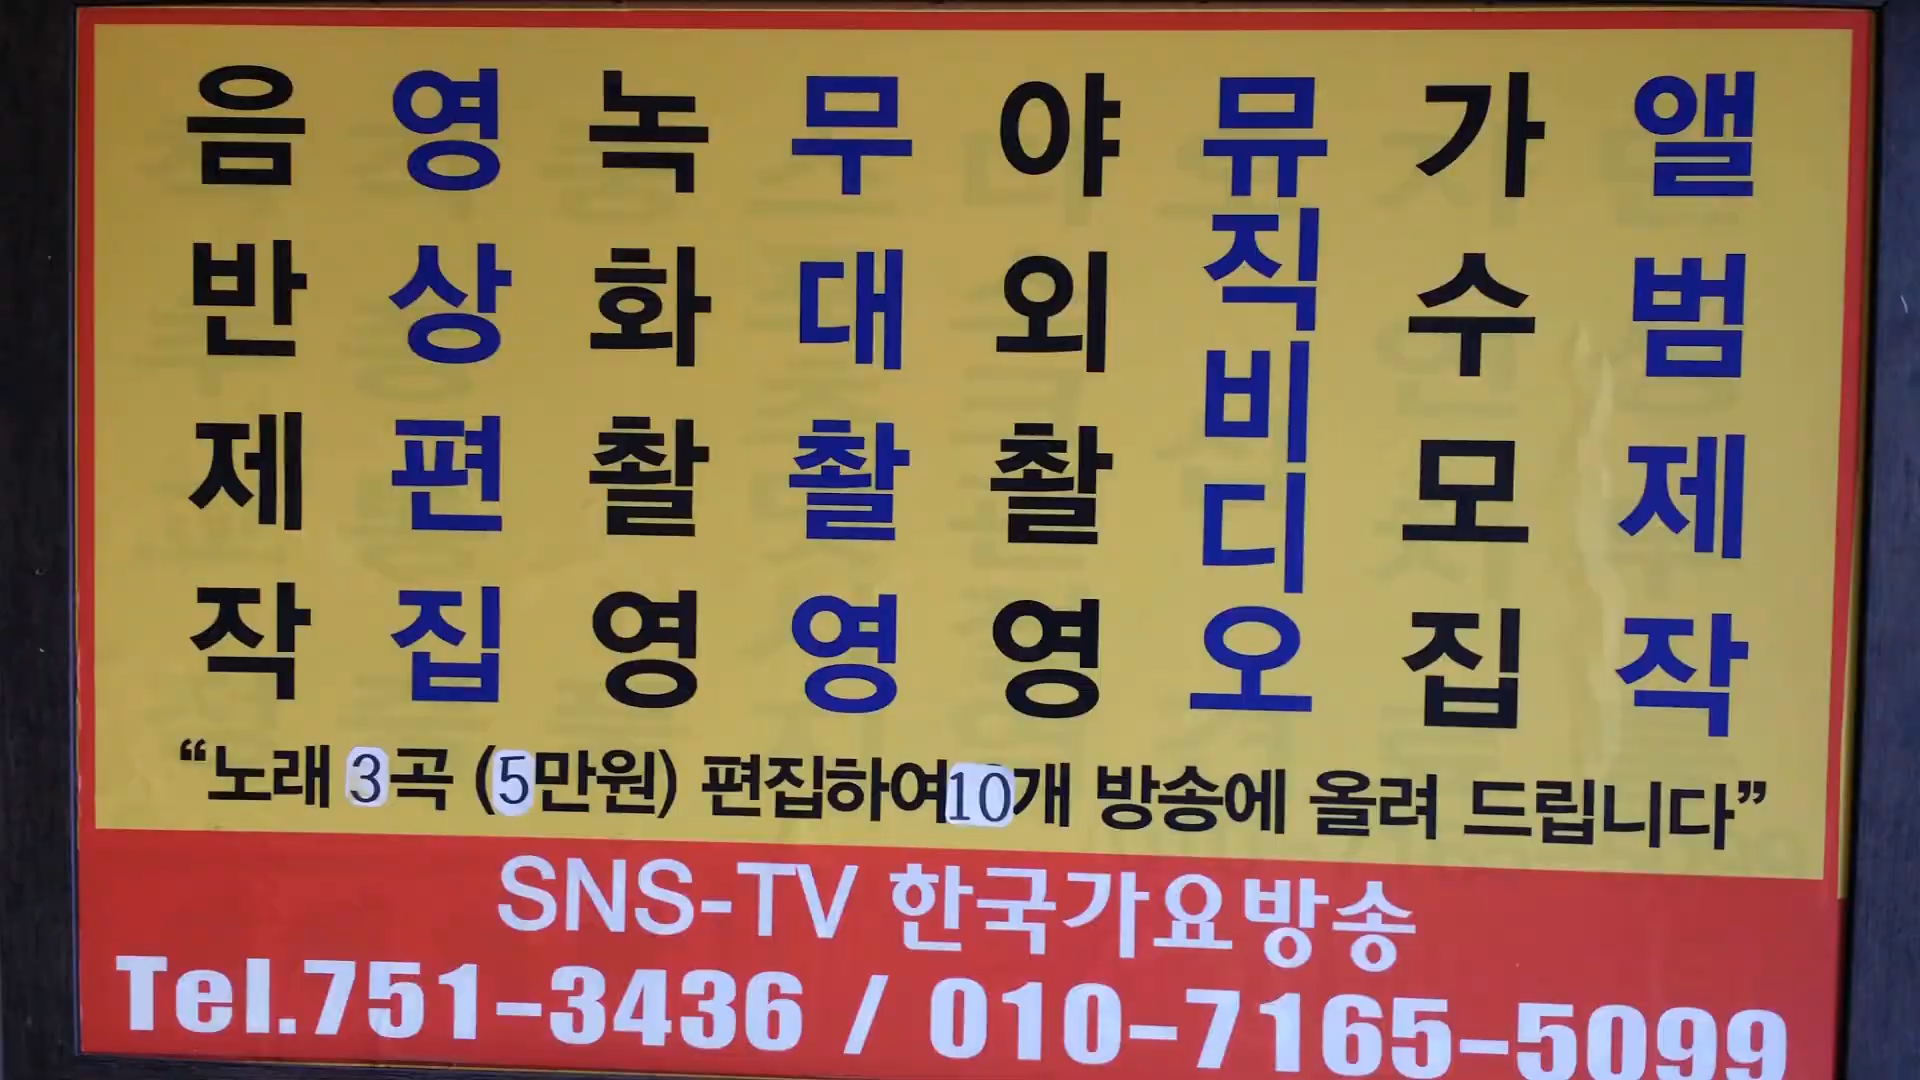 음반제작
영상편집
녹화촬영
무대촬영
야외촬영
뮤직비디오
가수모집
앨범제작
“노래 3곡 (5만원) 편집하여10개 방송에 올려 드립니다”
SNS-TV 한국가요방송
Tel.751-3436 / 010-7165-5099